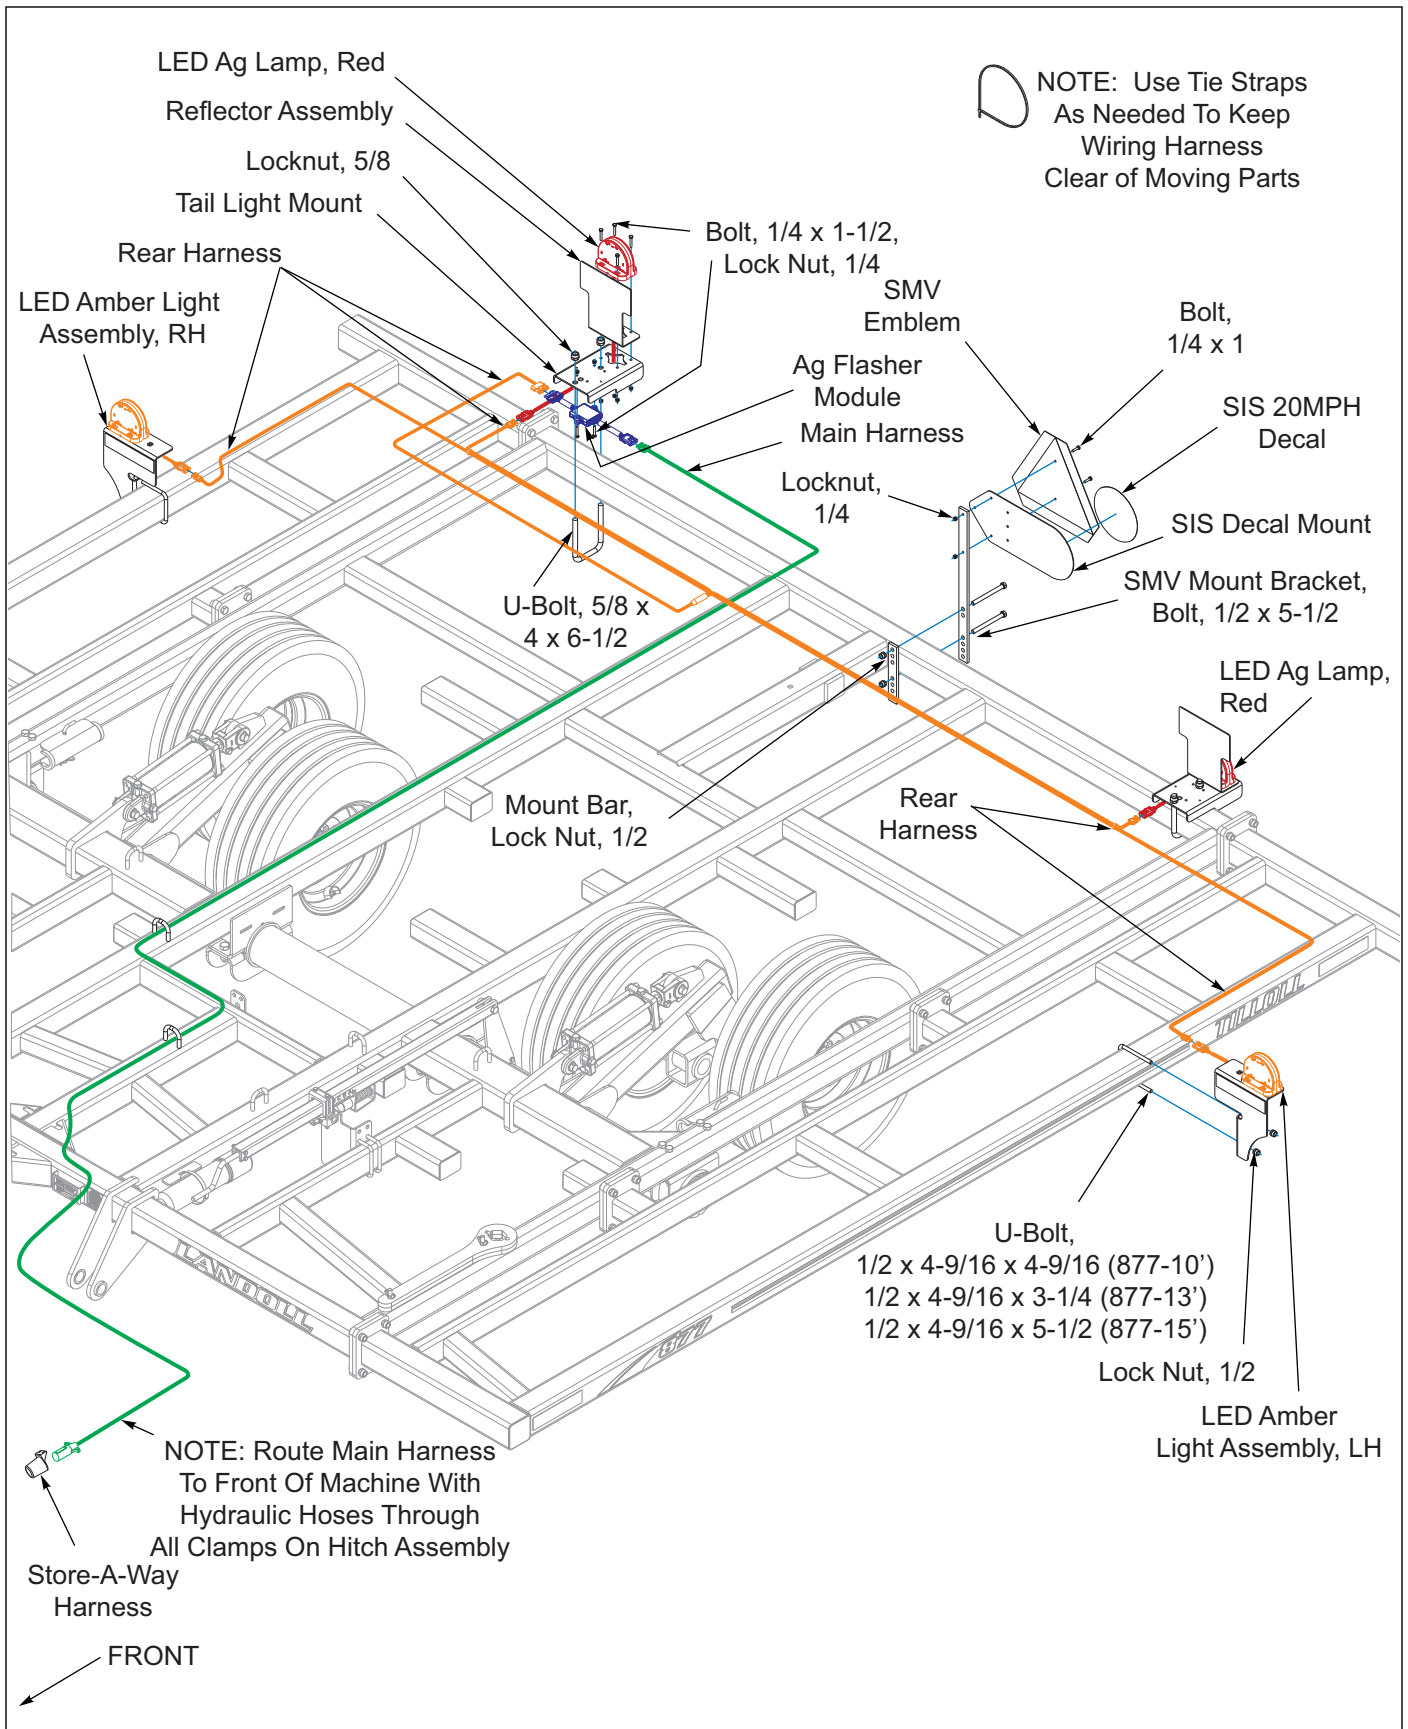 LED Ag Lamp, Red
Reflector Assembly
Locknut, 5/8
Tail Light Mount
Rear Harness
LED Amber Light
Assembly, RH
NOTE: Use Tie Straps
As Needed To Keep
Wiring Harness
Clear of Moving Parts
Bolt, 1/4 x 1-1/2,
Lock Nut, 1/4
SMV
Emblem
Bolt,
1/4 x 1
Ag Flasher
Module
Main Harness
SIS 20MPH
Decal
Locknut,
1/4
SIS Decal Mount
SMV Mount Bracket,
Bolt, 1/2 x 5-1/2
U-Bolt, 5/8 x
4 x 6-1/2
LED Ag Lamp,
Red
Mount Bar,
Lock Nut, 1/2
Rear
Harness
TILLOLL
LANDOLL
877
U-Bolt,
1/2 x 4-9/16 x 4-9/16 (877-10’)
1/2 x 4-9/16 x 3-1/4 (877-13’)
1/2 x 4-9/16 x 5-1/2 (877-15’)
Lock Nut, 1/2
LED Amber
Light Assembly, LH
NOTE: Route Main Harness
To Front Of Machine With
Hydraulic Hoses Through
All Clamps On Hitch Assembly
Store-A-Way
Harness
FRONT